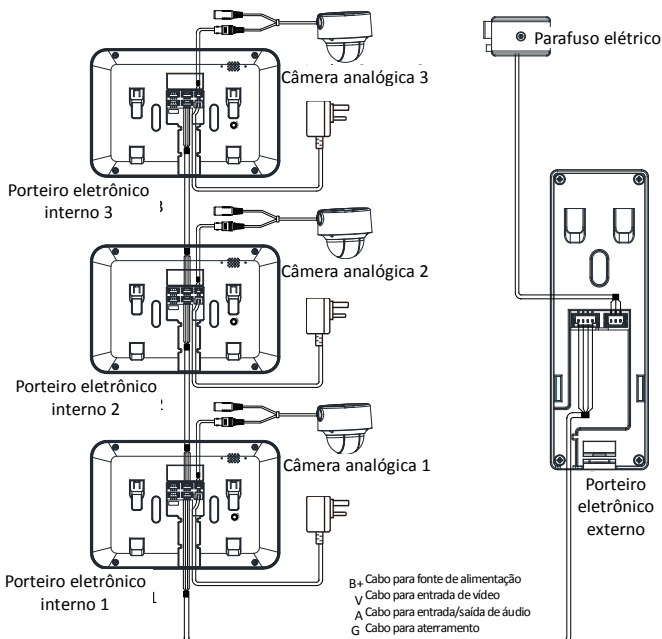 Parafuso elétrico
Câmera analógica 3
Porteiro eletrônico
interno 3
Câmera analógica 2
Porteiro eletrônico
interno 2
Câmera analógica 1
Porteiro
eletrônico
externo
Porteiro eletrônico
interno 1
B+ Cabo para fonte de alimentação
V Cabo para entrada de vídeo
A Cabo para entrada/saída de áudio
G Cabo para aterramento